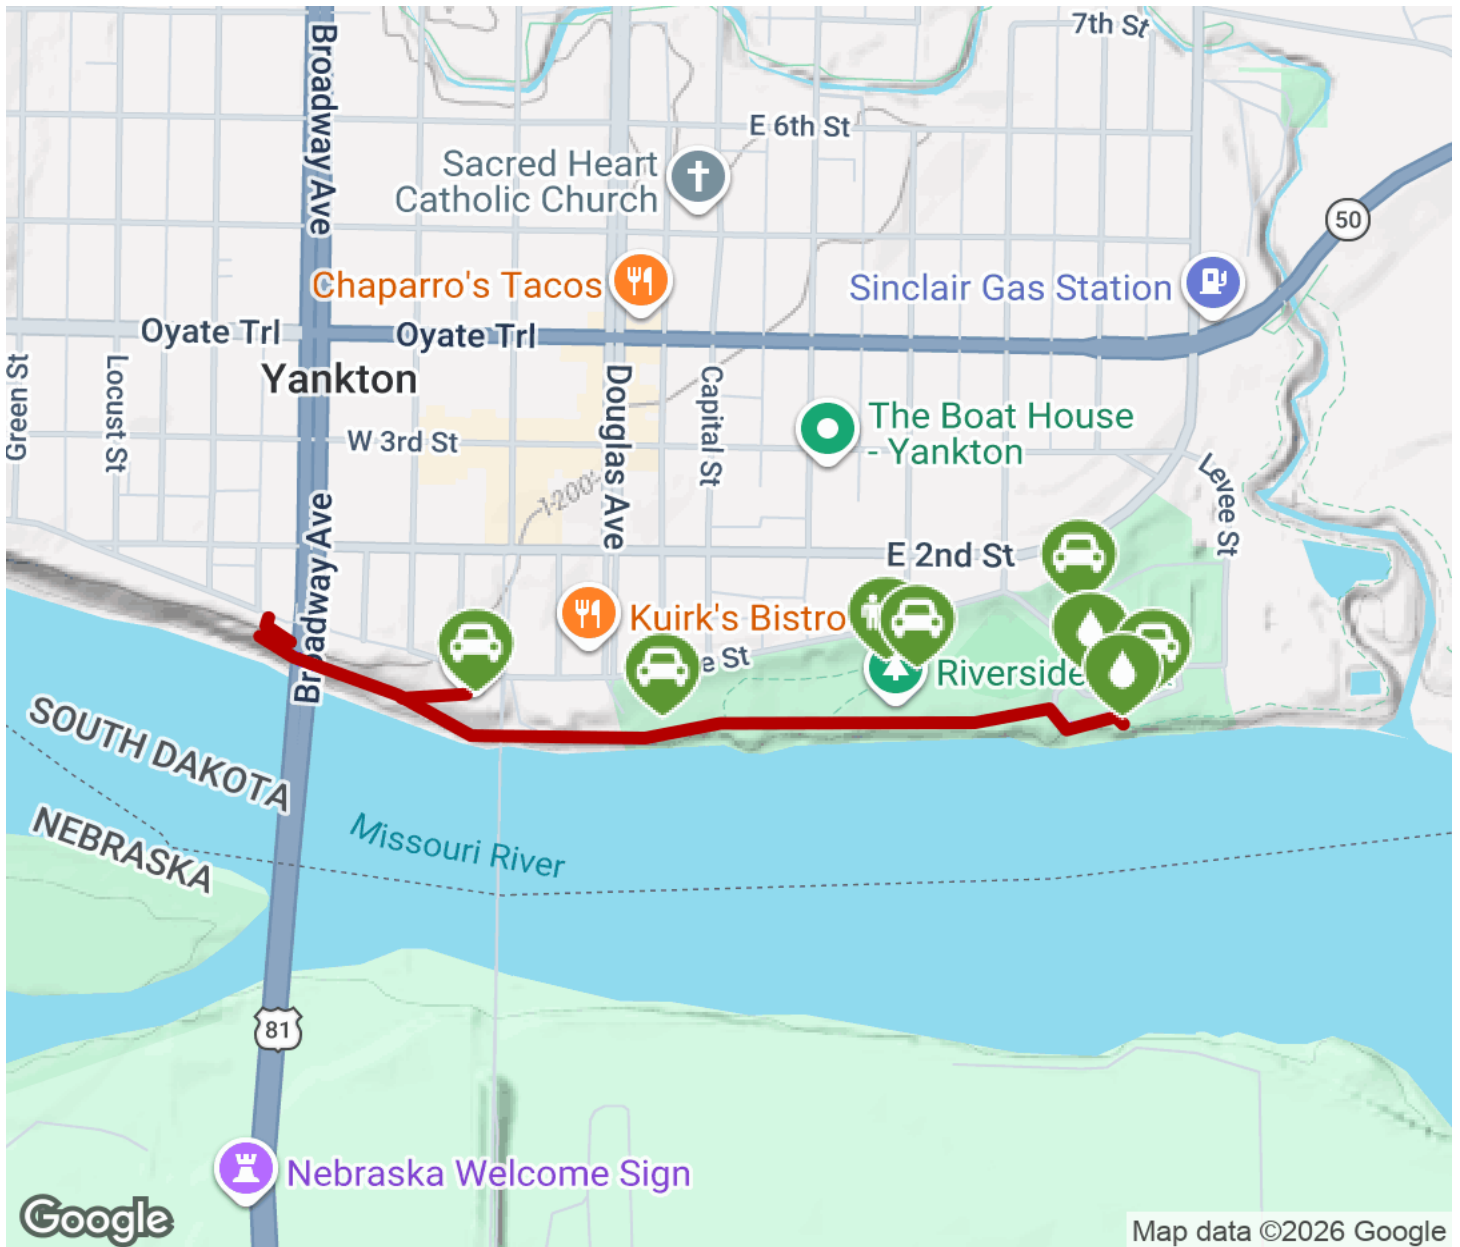 7th St
Broadway Ave
E 6th St
Sacred Heart
Catholic Church
50
Chaparro's Tacos
Sinclair Gas Station
Oyate Trl
Oyate Trl
Yankton
Green St
Locust St
Douglas Ave
Capital St
The Boat House
- Yankton
W 3rd St
Levee St
1200'
Broadway Ave
E 2nd St
Kuirk's Bistro
e St
Riverside
SOUTH DAKOTA
NEBRASKA
Missouri River
81
Nebraska Welcome Sign
Google
Map data ©2026 Google